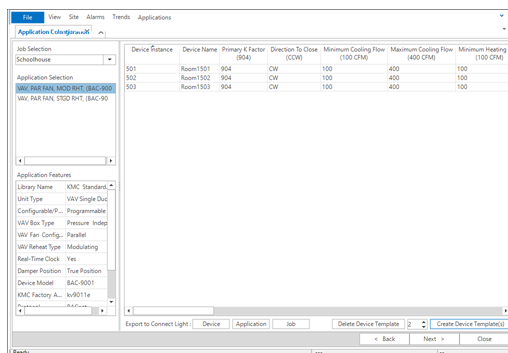 File View Site Alarms Trends Applications
Job Selection
Schoolhouse
Application Selection
VAV, PAR FAN, MOD RHT, (BAC-900
VAV, PAR FAN, STGD RHT, (BAC-90
Application Features
Library Name KMC Standard
Unit Type VAV Single Duc
Configurable/P... Programmable
VAV Box Type Pressure Indep
VAV Fan Config... Parallel
VAV Reheat Type Modulating
Real-Time Clock Yes
Damper Position True Position
Device Model BAC-9001
KMC Factory A... kv9011e
Device Instance Device Name Primary K Factor Direction To Close Minimum Cooling Flow Maximum Cooling Flow Minimum Heating
(904) (CCW) (100 CFM) (400 CFM) (100 CFM)
501 Room1501 904 CW 100 400 100
502 Room1502 904 CW 100 400 100
503 Room1503 904 CW 100 400 100
Export to Connect Light : Device Application Job Delete Device Template 2 Create Device Template(s)
< Back Next > Close
Ready